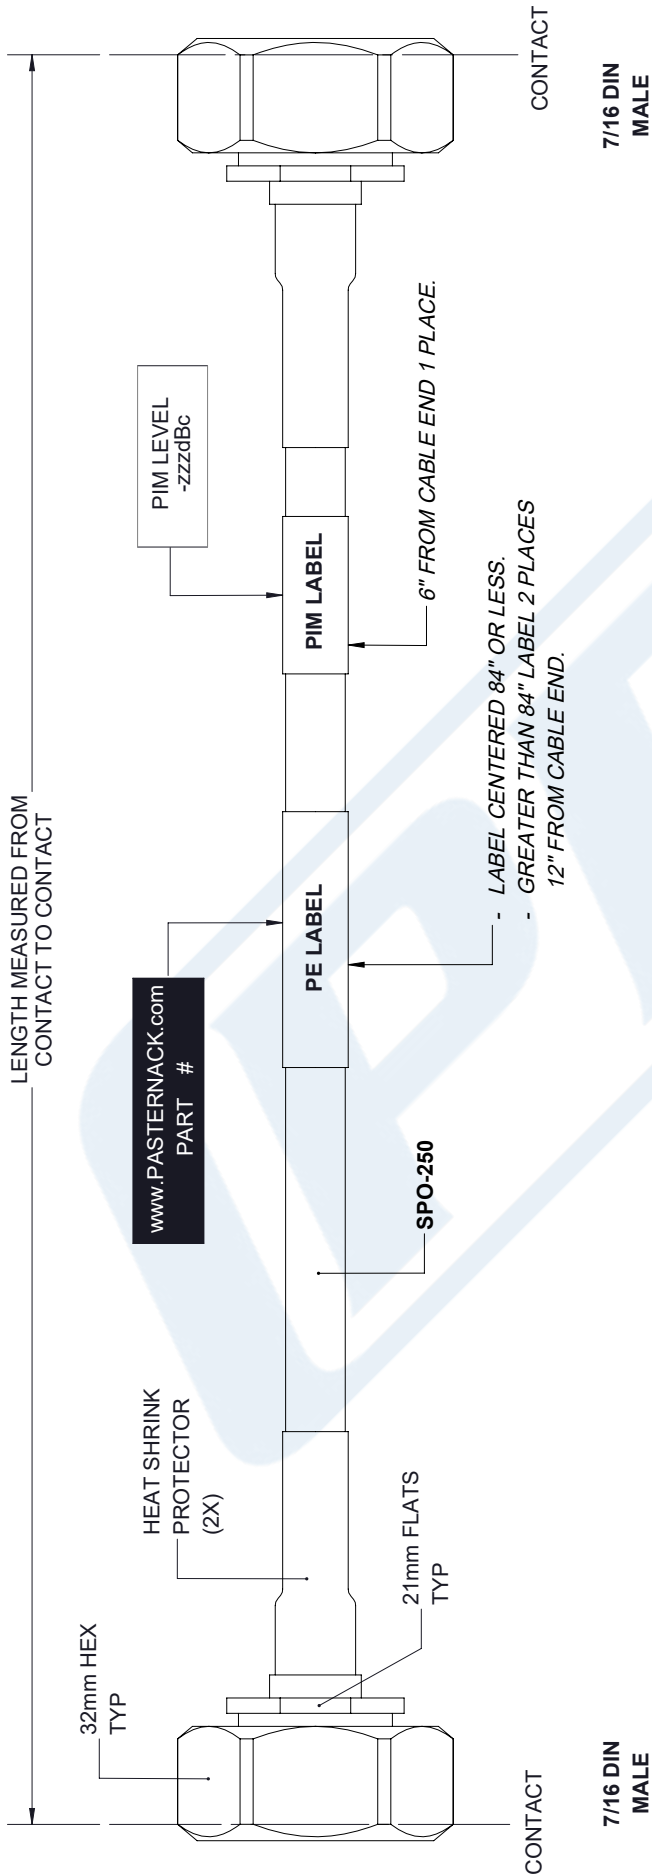 LENGTH MEASURED FROM
CONTACT TO CONTACT
32mm HEX
TYP
HEAT SHRINK
PROTECTOR
(2X)
www.PASTERNACK.com
PART #
PIM LEVEL
-zzzdBc
PE LABEL
PIM LABEL
21mm FLATS
TYP
SPO-250
- LABEL CENTERED 84" OR LESS.
- GREATER THAN 84" LABEL 2 PLACES
12" FROM CABLE END.
6" FROM CABLE END 1 PLACE.
CONTACT
CONTACT
7/16 DIN
MALE
7/16 DIN
MALE